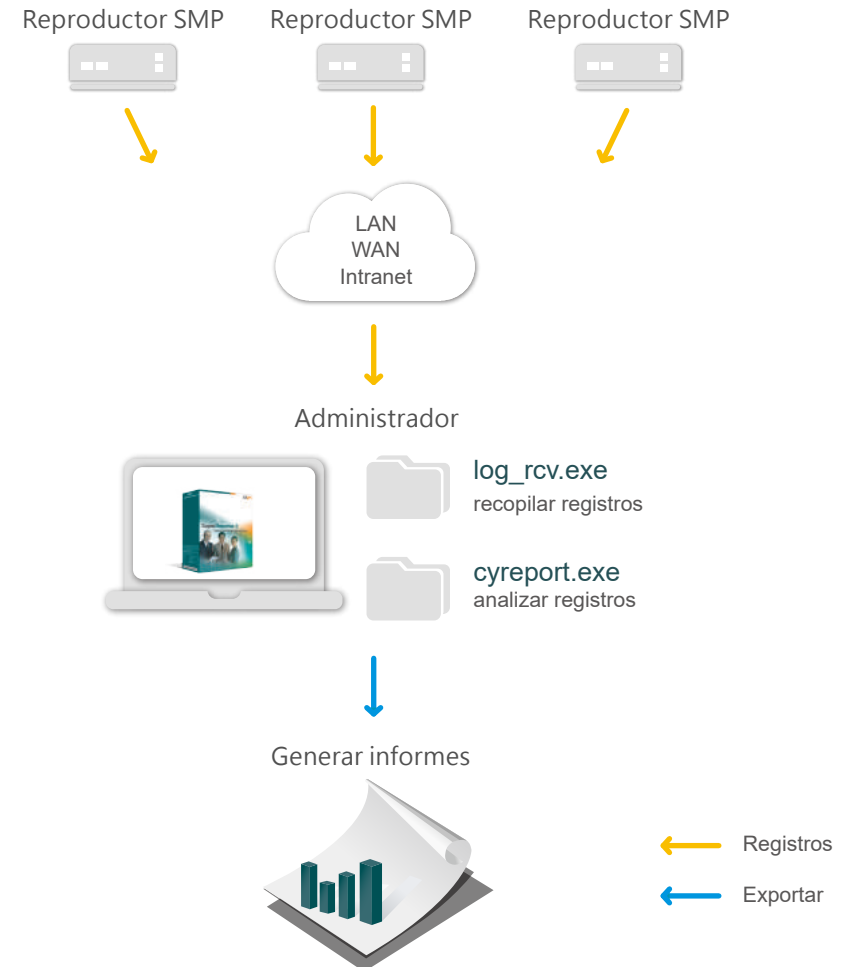 Reproductor SMP
Reproductor SMP
Reproductor SMP
LAN
WAN
Intranet
Administrador
log_rcv.exe
recopilar registros
cyreport.exe
analizar registros
Generar informes
Registros
Exportar